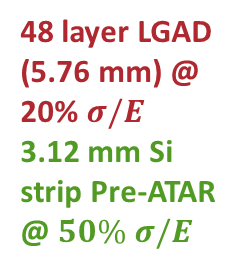 48 layer LGAD
(5.76 mm) @
20% σ/E
3.12 mm Si
strip Pre-ATAR
@ 50% σ/E